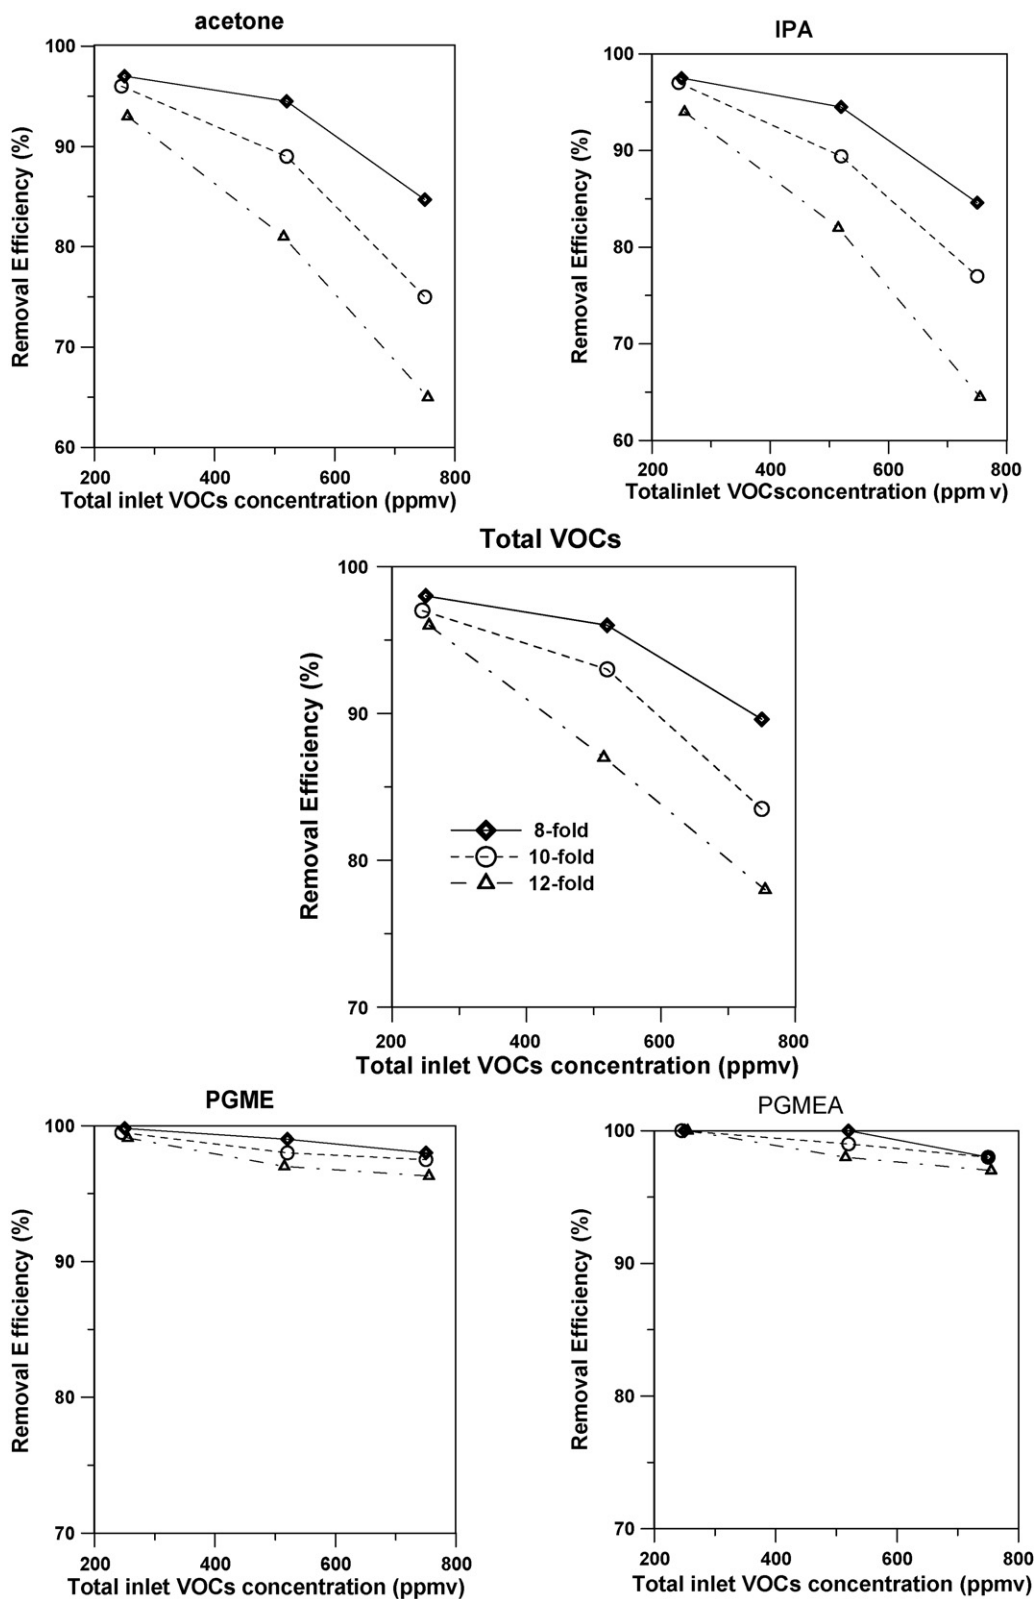 acetone
100
90
80
70
60
Removal Efficiency (%)
200 400 600 800
Total inlet VOCs concentration (ppmv)
IPA
100
90
80
70
60
Removal Efficiency (%)
200 400 600 800
Totalinlet VOCsconcentration (ppm v)
Total VOCs
100
90
80
70
Removal Efficiency (%)
8-fold
10-fold
12-fold
200 400 600 800
Total inlet VOCs concentration (ppmv)
PGME
100
90
80
70
Removal E fficiency (%)
200 400 600 800
Total inlet VOCs concentration (ppmv)
PGMEA
100
90
80
70
Removal Efficiency (%)
200 400 600 800
Total inlet VOCs concentration (ppmv)